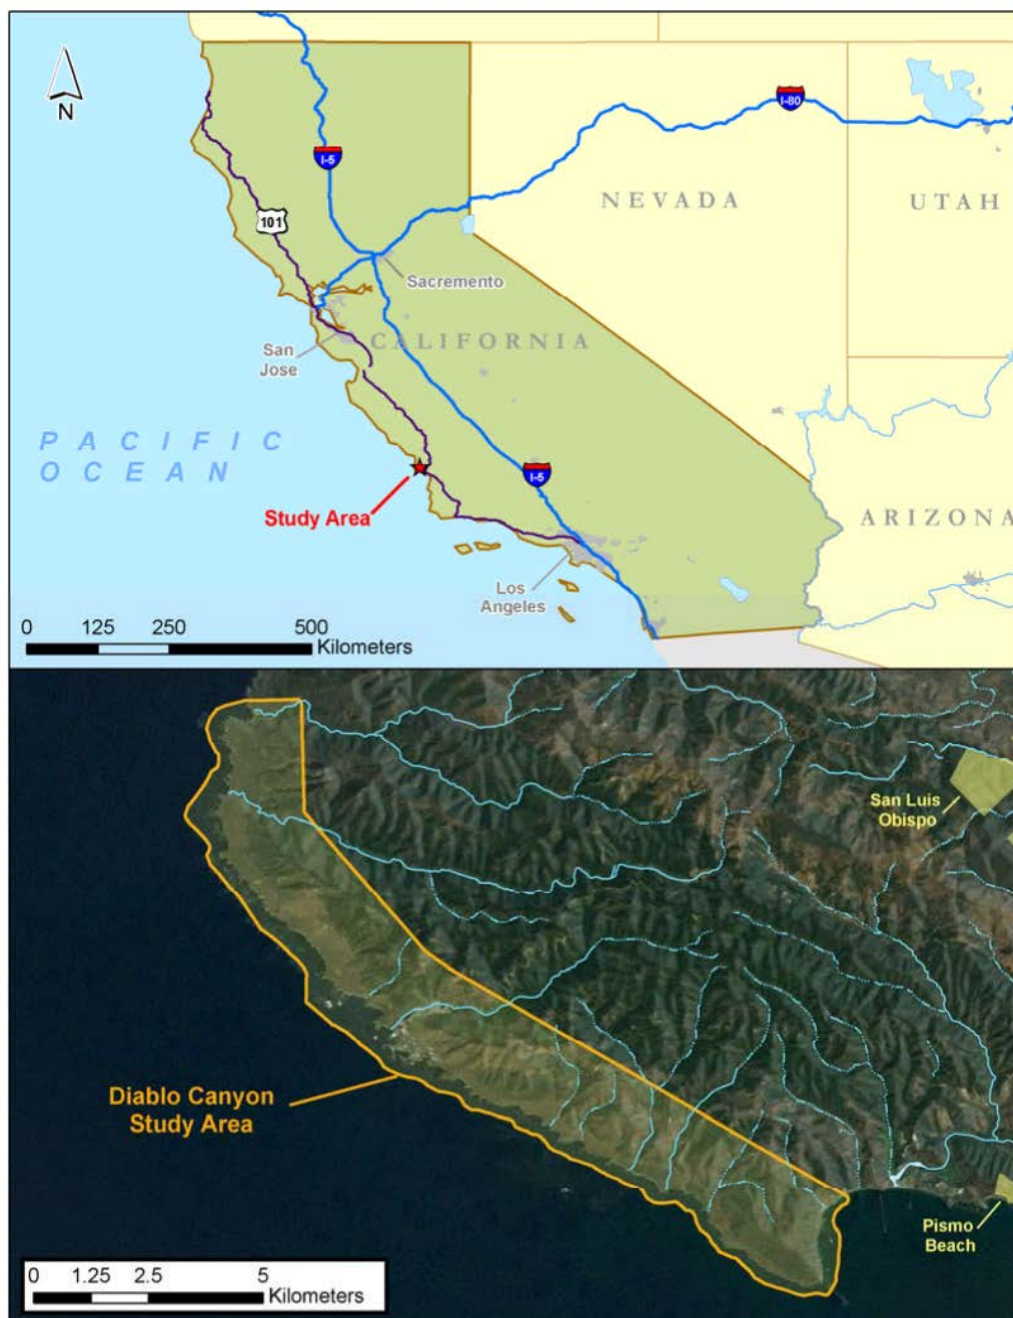 N
I-5
I-80
101
NEVADA
UTAH
Sacremento
CALIFORNIA
San
Jose
PACIFIC
OCEAN
I-5
Study Area
ARIZONA
Los
Angeles
0 125 250 500
Kilometers
San Luis
Obispo
Diablo Canyon
Study Area
Pismo
Beach
0 1.25 2.5 5
Kilometers